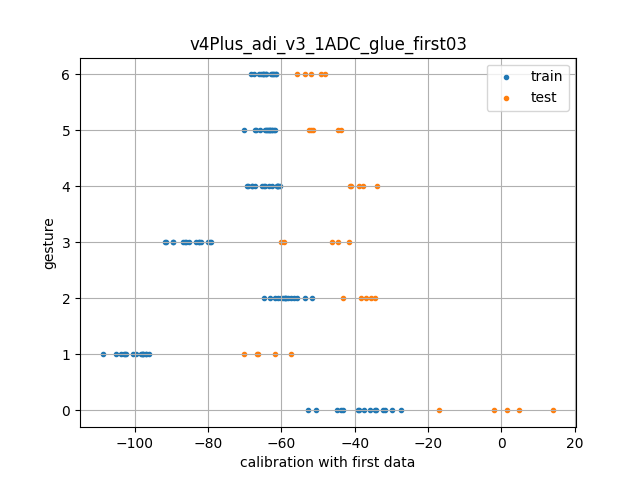 v4Plus_adi_v3_1ADC_glue_first03
train
test
6
5
4
3
2
1
0
gesture
−100 −80 −60 −40 −20 0 20
calibration with first data